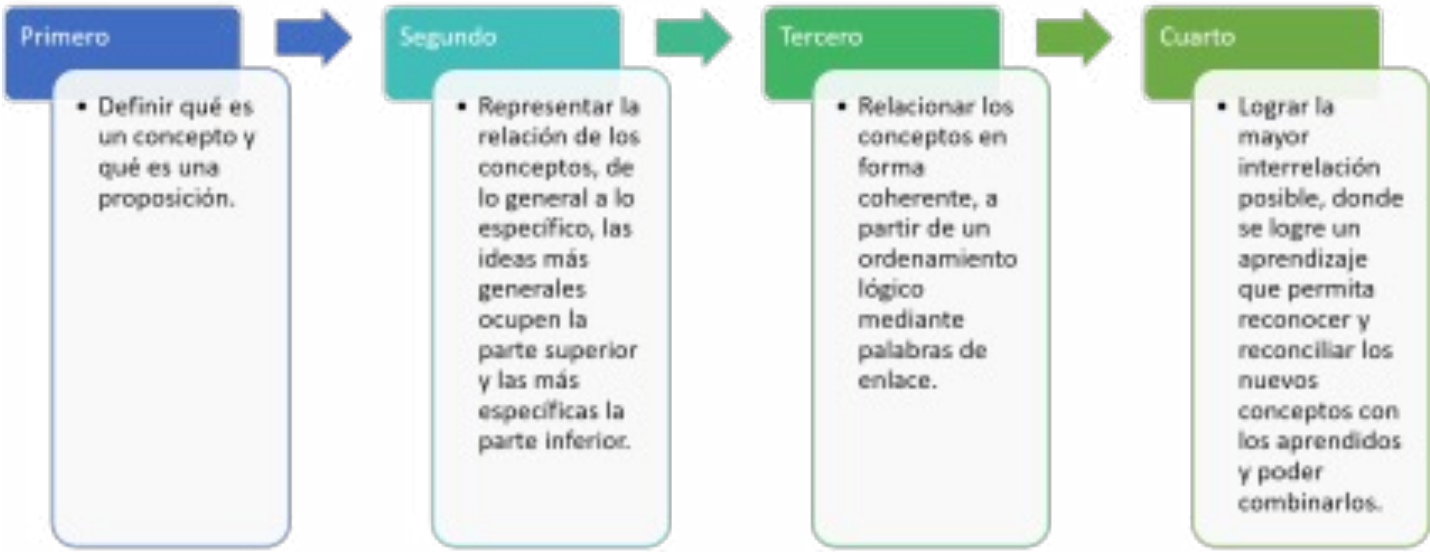 Primero
• Definir qué es
un concepto y
qué es una
proposición.
Segundo
• Representar la
relación de los
conceptos, de
lo general a lo
específico, las
ideas más
generales
ocupen la
parte superior
y las más
específicas la
parte inferior.
Tercero
• Relacionar los
conceptos en
forma
coherente, a
partir de un
ordenamiento
lógico
mediante
palabras de
enlace.
Cuarto
• Lograr la
mayor
interrelación
posible, donde
se logre un
aprendizaje
que permita
reconocer y
reconciliar los
nuevos
conceptos con
los aprendidos
y poder
combinarlos.